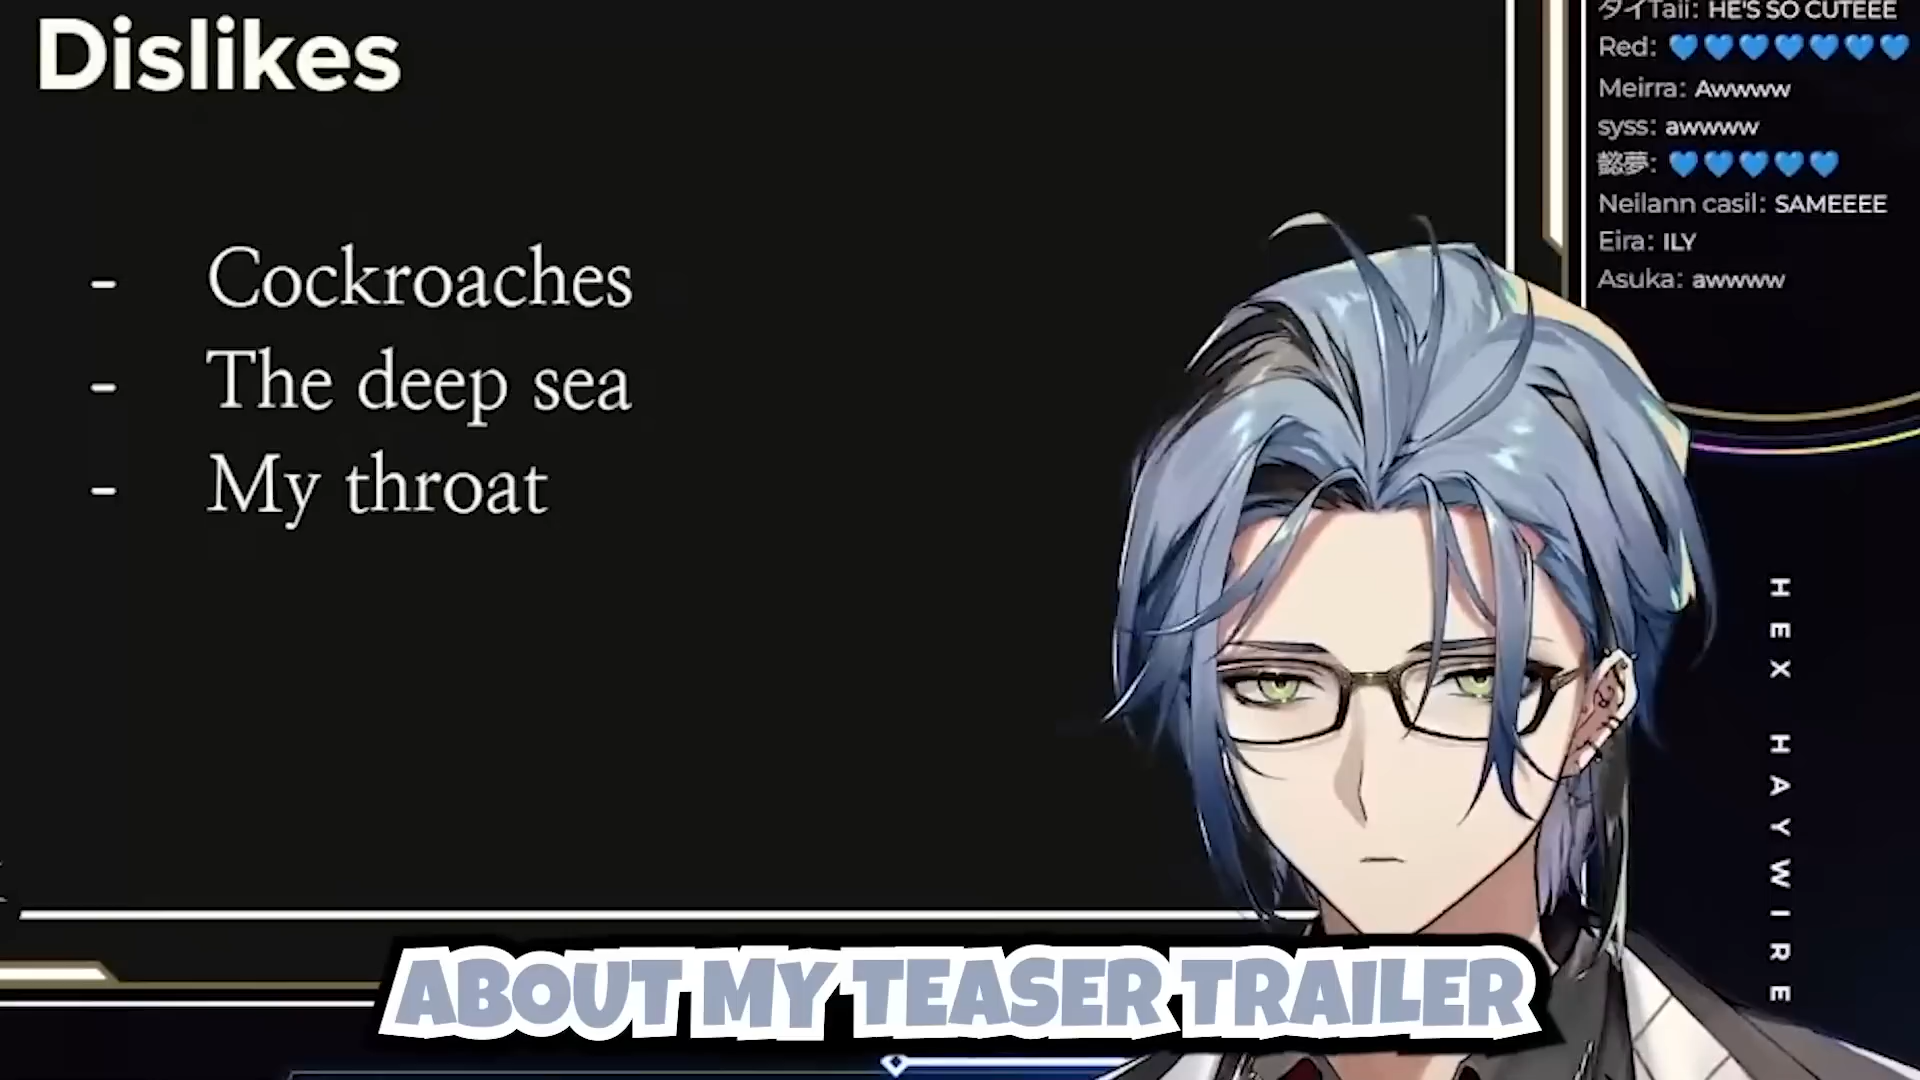 Dislikes
- Cockroaches
- The deep sea
- My throat
タイTaii: HE'S SO CUTEEE
Red: 💙💙💙💙💙💙💙
Meirra: Awwww
syss: awwww
懿夢: 💙💙💙💙💙
Neilann casil: SAMEEEE
Eira: ILY
Asuka: awwww
HEX HAYWIRE
ABOUT MY TEASER TRAILER